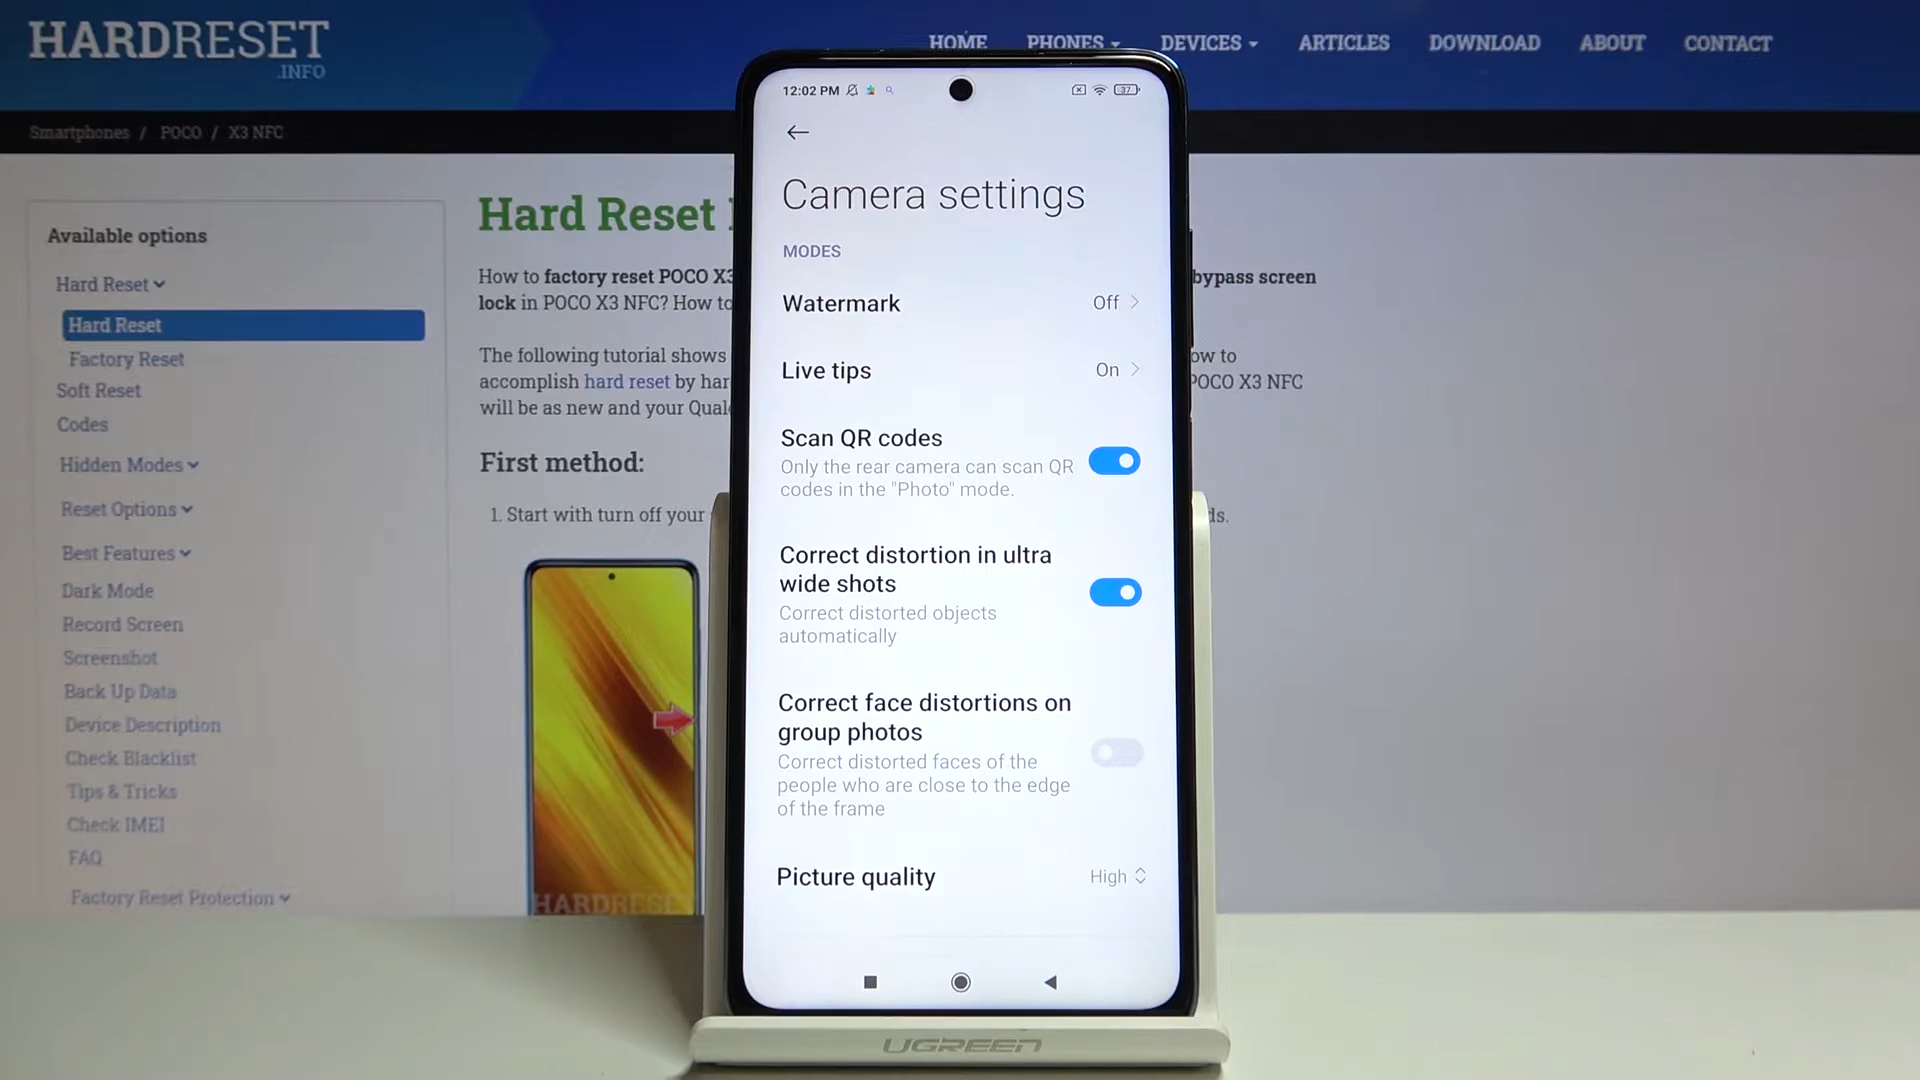 HARDRESET
.INFO
HOME PHONES DEVICES ARTICLES DOWNLOAD ABOUT CONTACT
Smartphones / POCO / X3 NFC
Available options
Hard Reset
Hard Reset
Factory Reset
Soft Reset
Codes
Hidden Modes
Reset Options
Best Features
Dark Mode
Record Screen
Screenshot
Back Up Data
Device Description
Check Blacklist
Tips & Tricks
Check IMEI
FAQ
Factory Reset Protection
Hard Reset
How to factory reset POCO X3 bypass screen
lock in POCO X3 NFC? How to
The following tutorial shows ow to
accomplish hard reset by har POCO X3 NFC
will be as new and your Qual
First method:
1. Start with turn off your ds.
HARDRESE
12:02 PM
37
Camera settings
MODES
Watermark Off
Live tips On
Scan QR codes
Only the rear camera can scan QR
codes in the "Photo" mode.
Correct distortion in ultra
wide shots
Correct distorted objects
automatically
Correct face distortions on
group photos
Correct distorted faces of the
people who are close to the edge
of the frame
Picture quality High
UGREEN